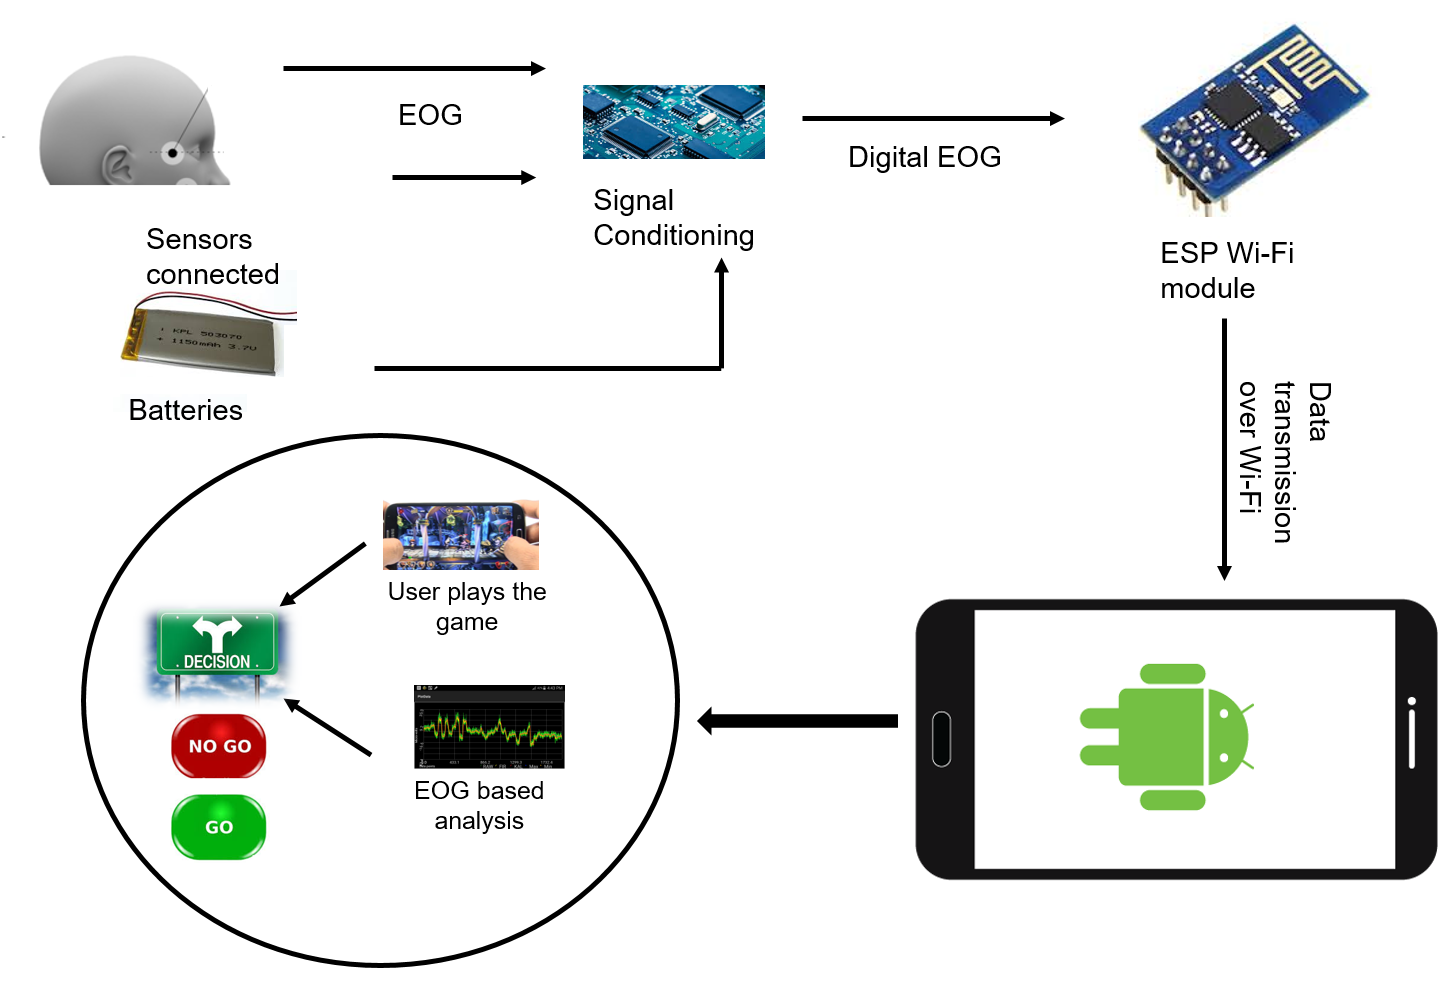 EOG
Signal
Conditioning
Digital EOG
ESP Wi-Fi
module
Sensors
connected
KPL 503070
1150mAh 3.7V
Batteries
Data
transmission
over Wi-Fi
User plays the
game
DECISION
NO GO
GO
EOG based
analysis